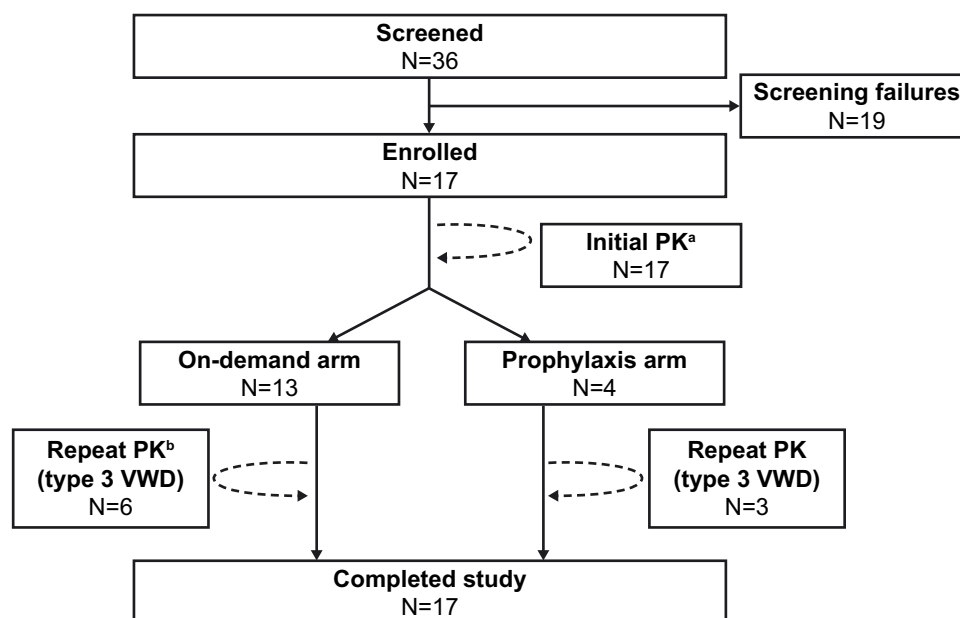 Screened
N=36
Screening failures
N=19
Enrolled
N=17
Initial PKᵃ
N=17
On-demand arm
N=13
Prophylaxis arm
N=4
Repeat PKᵇ
(type 3 VWD)
N=6
Repeat PK
(type 3 VWD)
N=3
Completed study
N=17